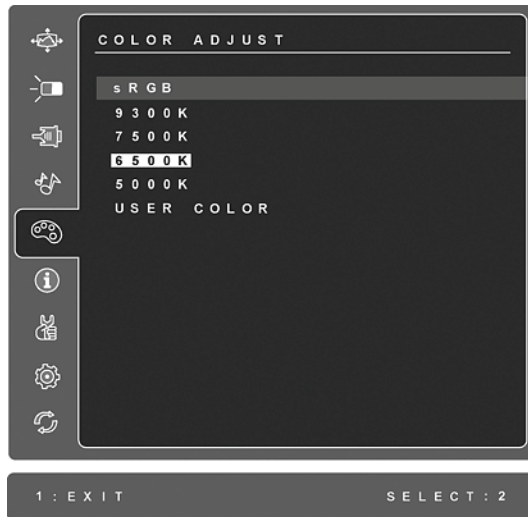 COLOR ADJUST
sRGB
9300K
7500K
6500K
5000K
USER COLOR
1:EXIT SELECT:2